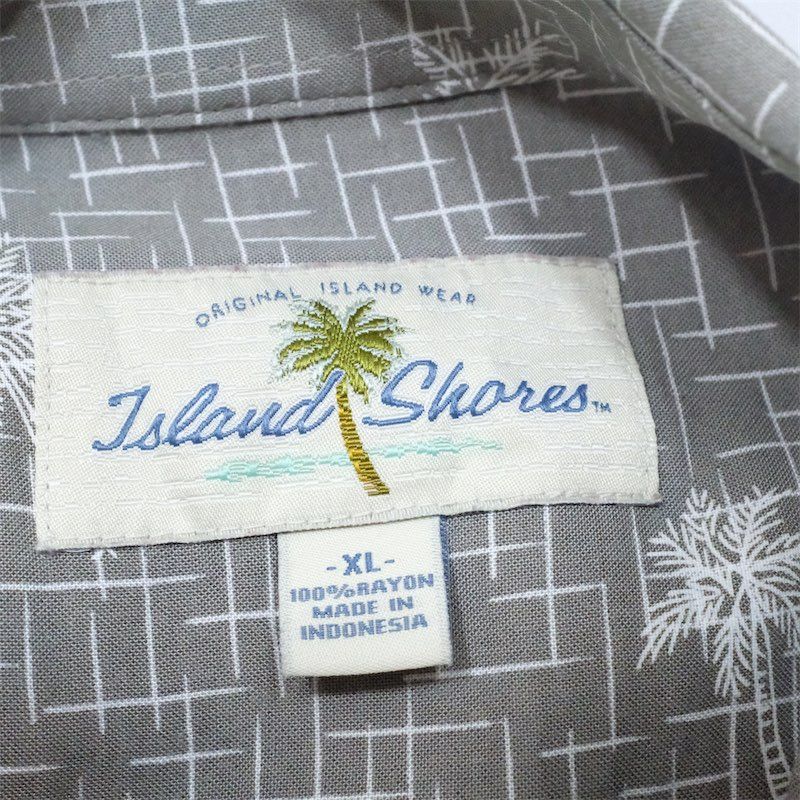 ORIGINAL ISLAND WEAR
Island Shores™
-XL-
100% RAYON
MADE IN
INDONESIA